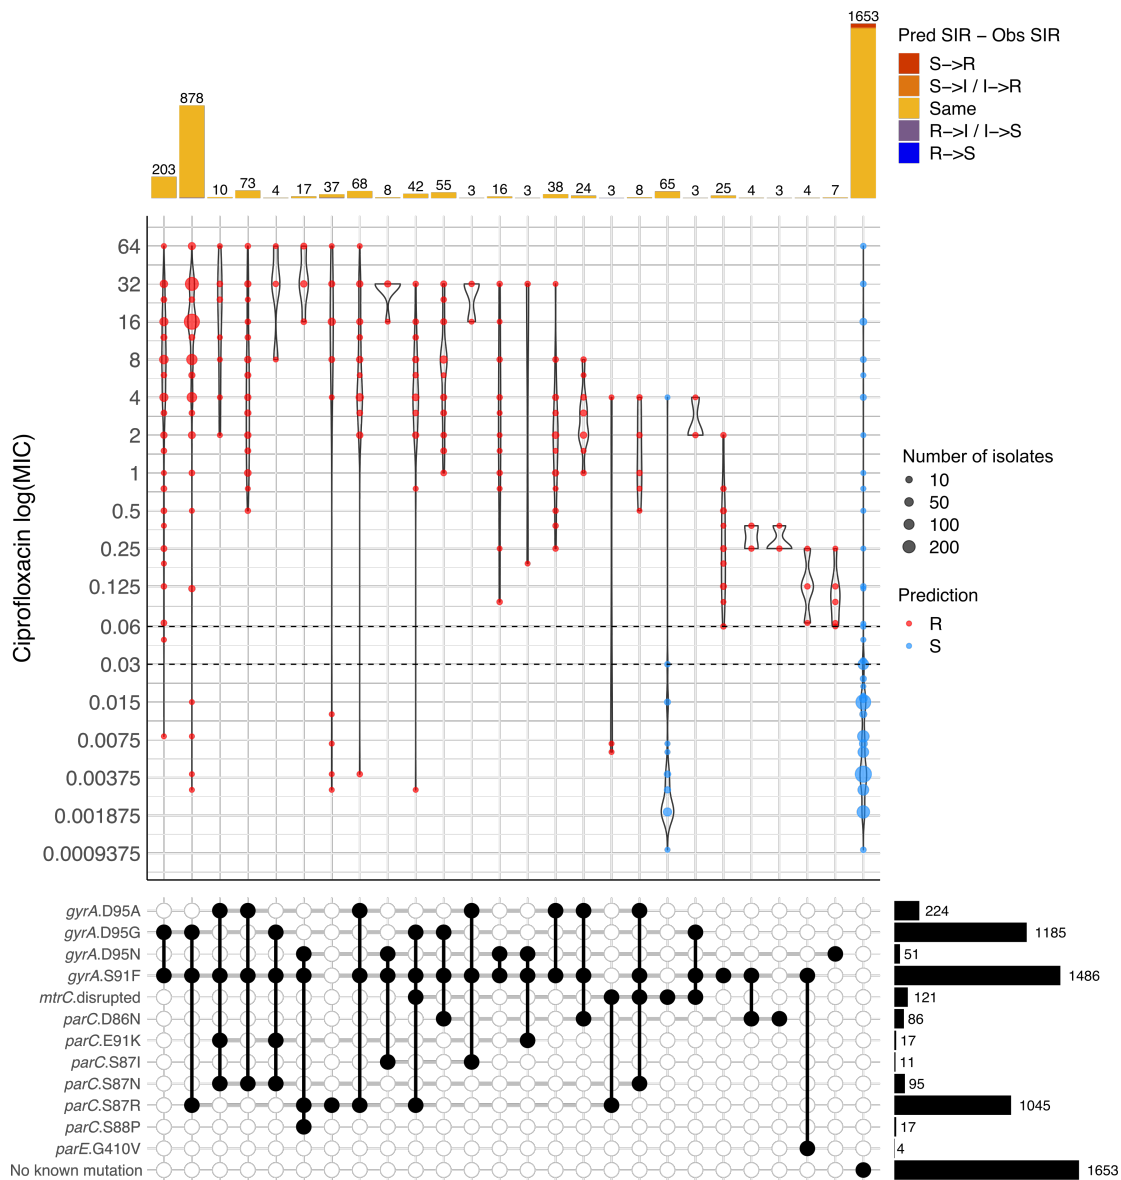 1653
Pred SIR − Obs SIR
S−>R
S−>I / I−>R
Same
R−>I / I−>S
R−>S
878
203 10 73 4 17 37 68 8 42 55 3 16 3 38 24 3 8 65 3 25 4 3 4 7
Ciprofloxacin log(MIC)
64
32
16
8
4
2
1
0.5
0.25
0.125
0.06
0.03
0.015
0.0075
0.00375
0.001875
0.0009375
Number of isolates
10
50
100
200
Prediction
R
S
gyrA.D95A 224
gyrA.D95G 1185
gyrA.D95N 51
gyrA.S91F 1486
mtrC.disrupted 121
parC.D86N 86
parC.E91K 17
parC.S87I 11
parC.S87N 95
parC.S87R 1045
parC.S88P 17
parE.G410V 4
No known mutation 1653